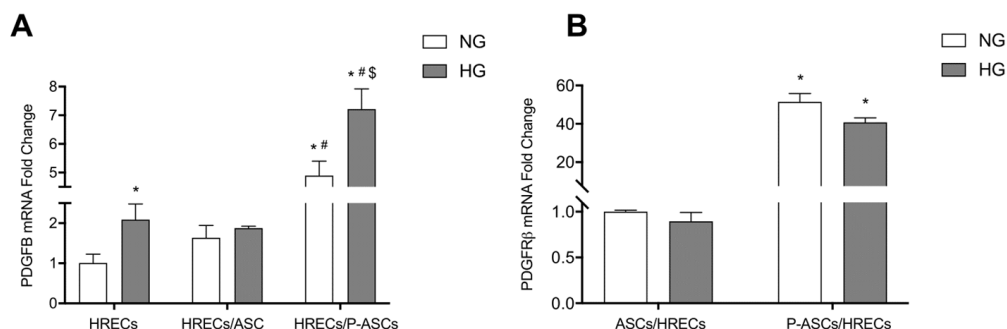 A
NG
HG
PDGFB mRNA Fold Change
8
7
6
5
2
1
0
*
* #
* # $
HRECs
HRECs/ASC
HRECs/P-ASCs
B
NG
HG
PDGFRβ mRNA Fold Change
60
40
20
1.0
0.5
0.0
*
*
ASCs/HRECs
P-ASCs/HRECs